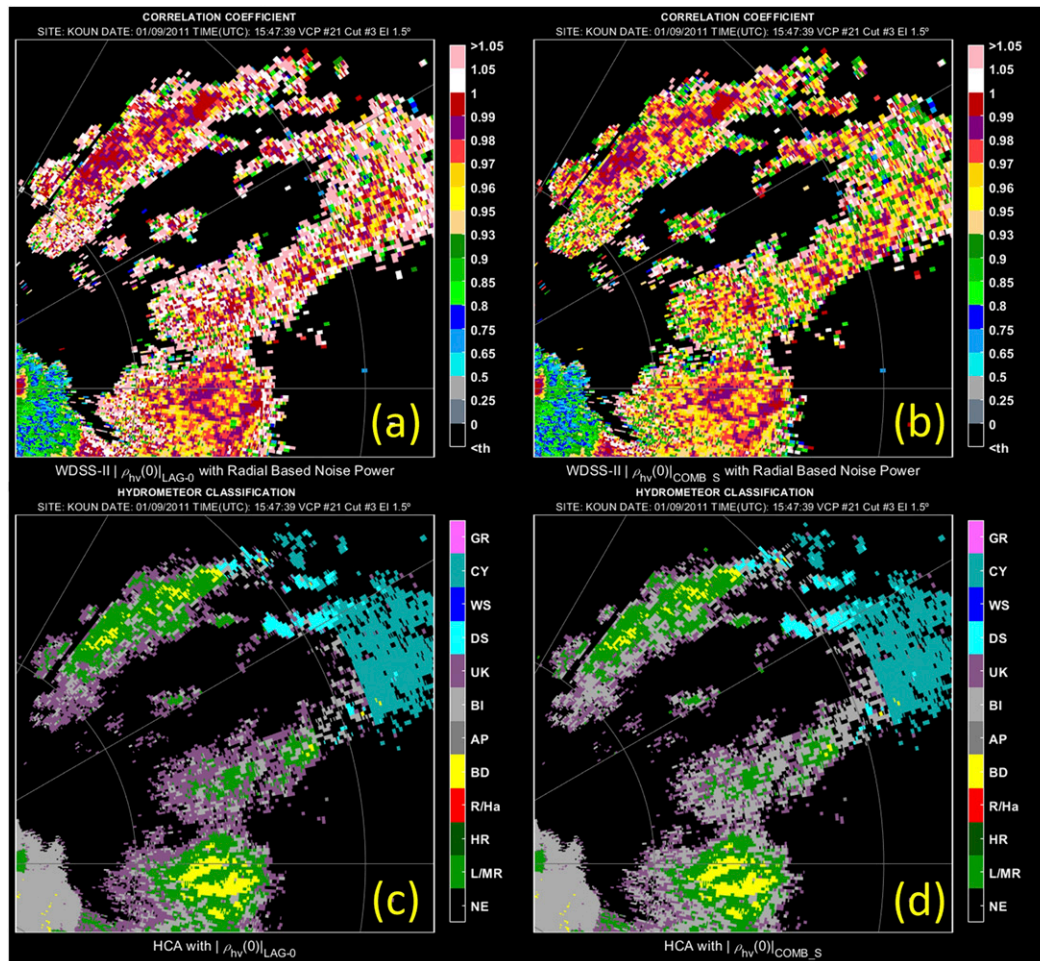 CORRELATION COEFFICIENT
SITE: KOUN DATE: 01/09/2011 TIME(UTC): 15:47:39 VCP #21 Cut #3 El 1.5º
>1.05
1.05
1
0.99
0.98
0.97
0.96
0.95
0.93
0.9
0.85
0.8
0.75
0.65
0.5
0.25
0
<th
(a)
WDSS-II | ρhv(0)|LAG-0 with Radial Based Noise Power
CORRELATION COEFFICIENT
SITE: KOUN DATE: 01/09/2011 TIME(UTC): 15:47:39 VCP #21 Cut #3 El 1.5º
>1.05
1.05
1
0.99
0.98
0.97
0.96
0.95
0.93
0.9
0.85
0.8
0.75
0.65
0.5
0.25
0
<th
(b)
WDSS-II | ρhv(0)|COMB_S with Radial Based Noise Power
HYDROMETEOR CLASSIFICATION
SITE: KOUN DATE: 01/09/2011 TIME(UTC): 15:47:39 VCP #21 Cut #3 El 1.5º
GR
CY
WS
DS
UK
BI
AP
BD
R/Ha
HR
L/MR
NE
(c)
HCA with | ρhv(0)|LAG-0
HYDROMETEOR CLASSIFICATION
SITE: KOUN DATE: 01/09/2011 TIME(UTC): 15:47:39 VCP #21 Cut #3 El 1.5º
GR
CY
WS
DS
UK
BI
AP
BD
R/Ha
HR
L/MR
NE
(d)
HCA with | ρhv(0)|COMB_S